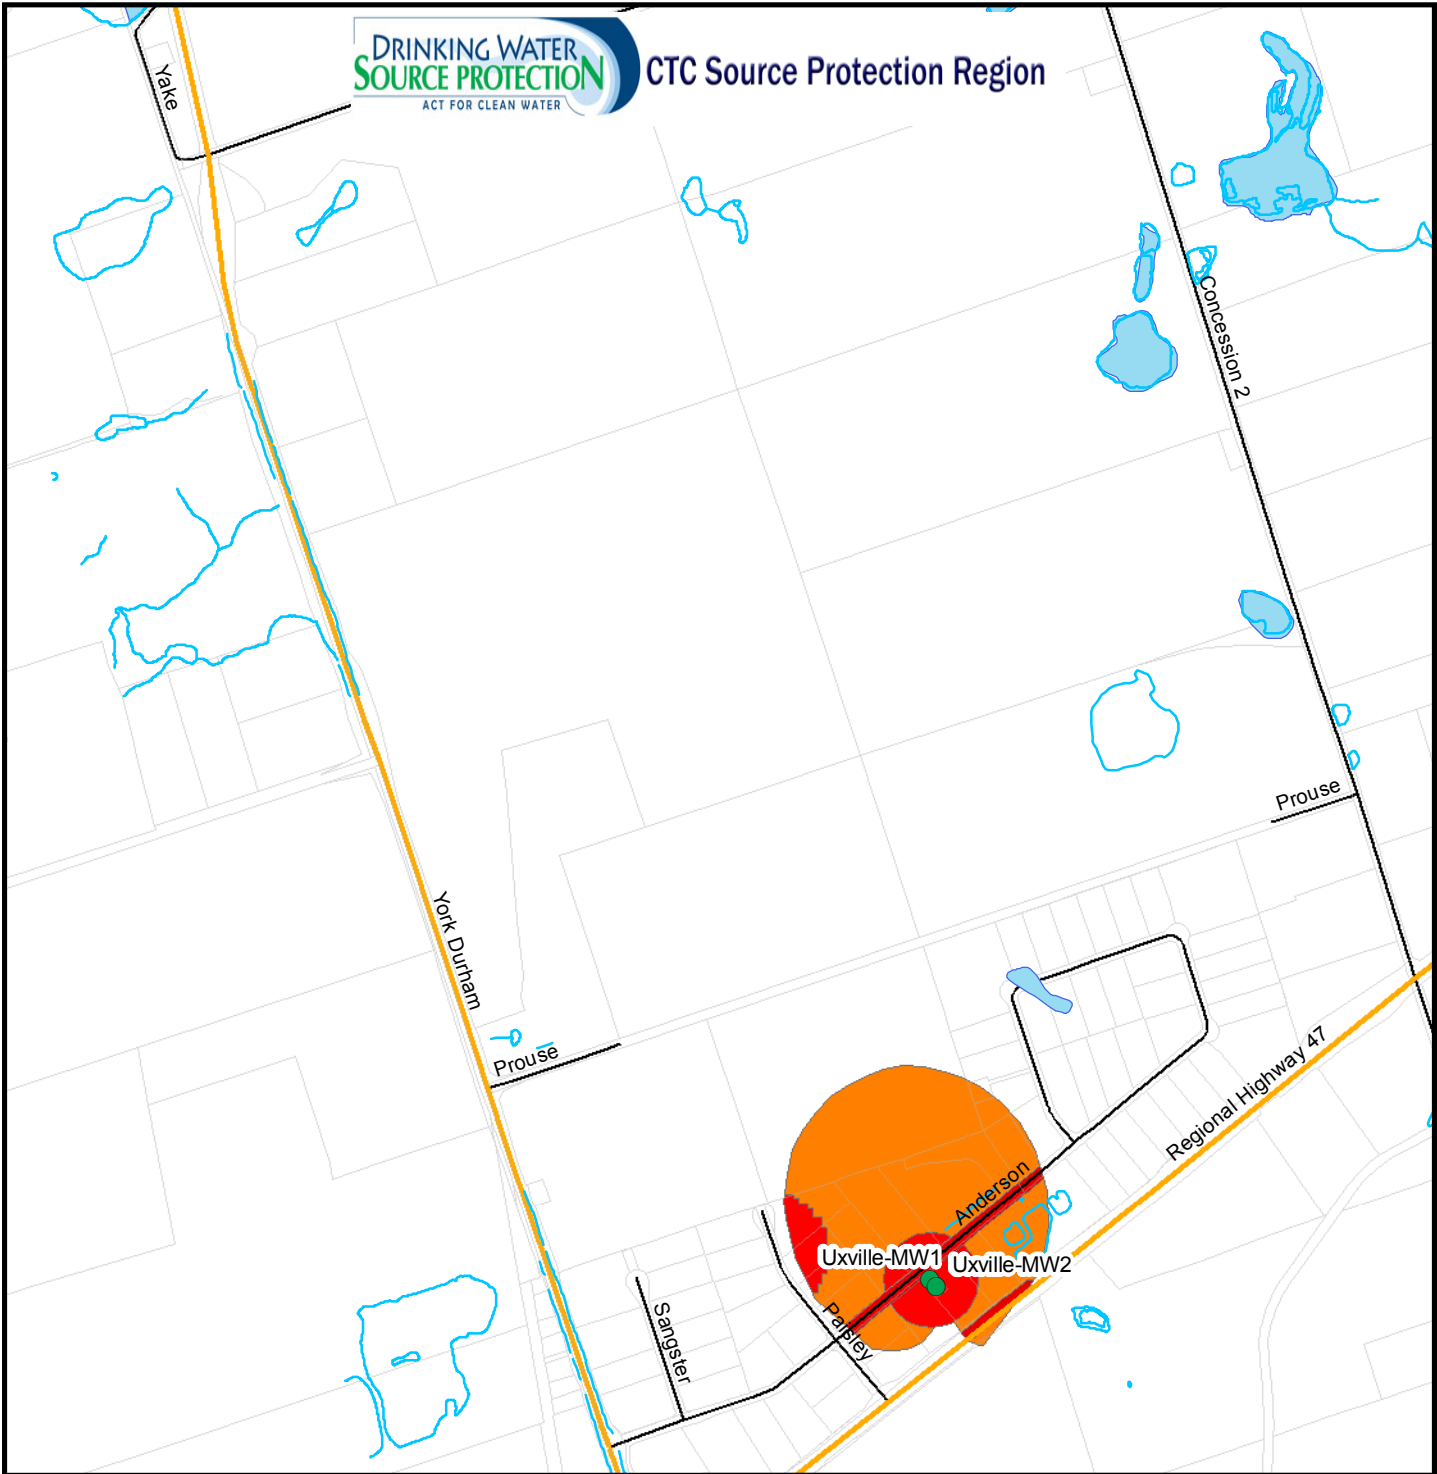 DRINKING WATER
SOURCE PROTECTION
ACT FOR CLEAN WATER
CTC Source Protection Region
Yake
Concession 2
Prouse
York Durham
Prouse
Regional Highway 47
Anderson
Uxville-MW1
Uxville-MW2
Paisley
Sangster